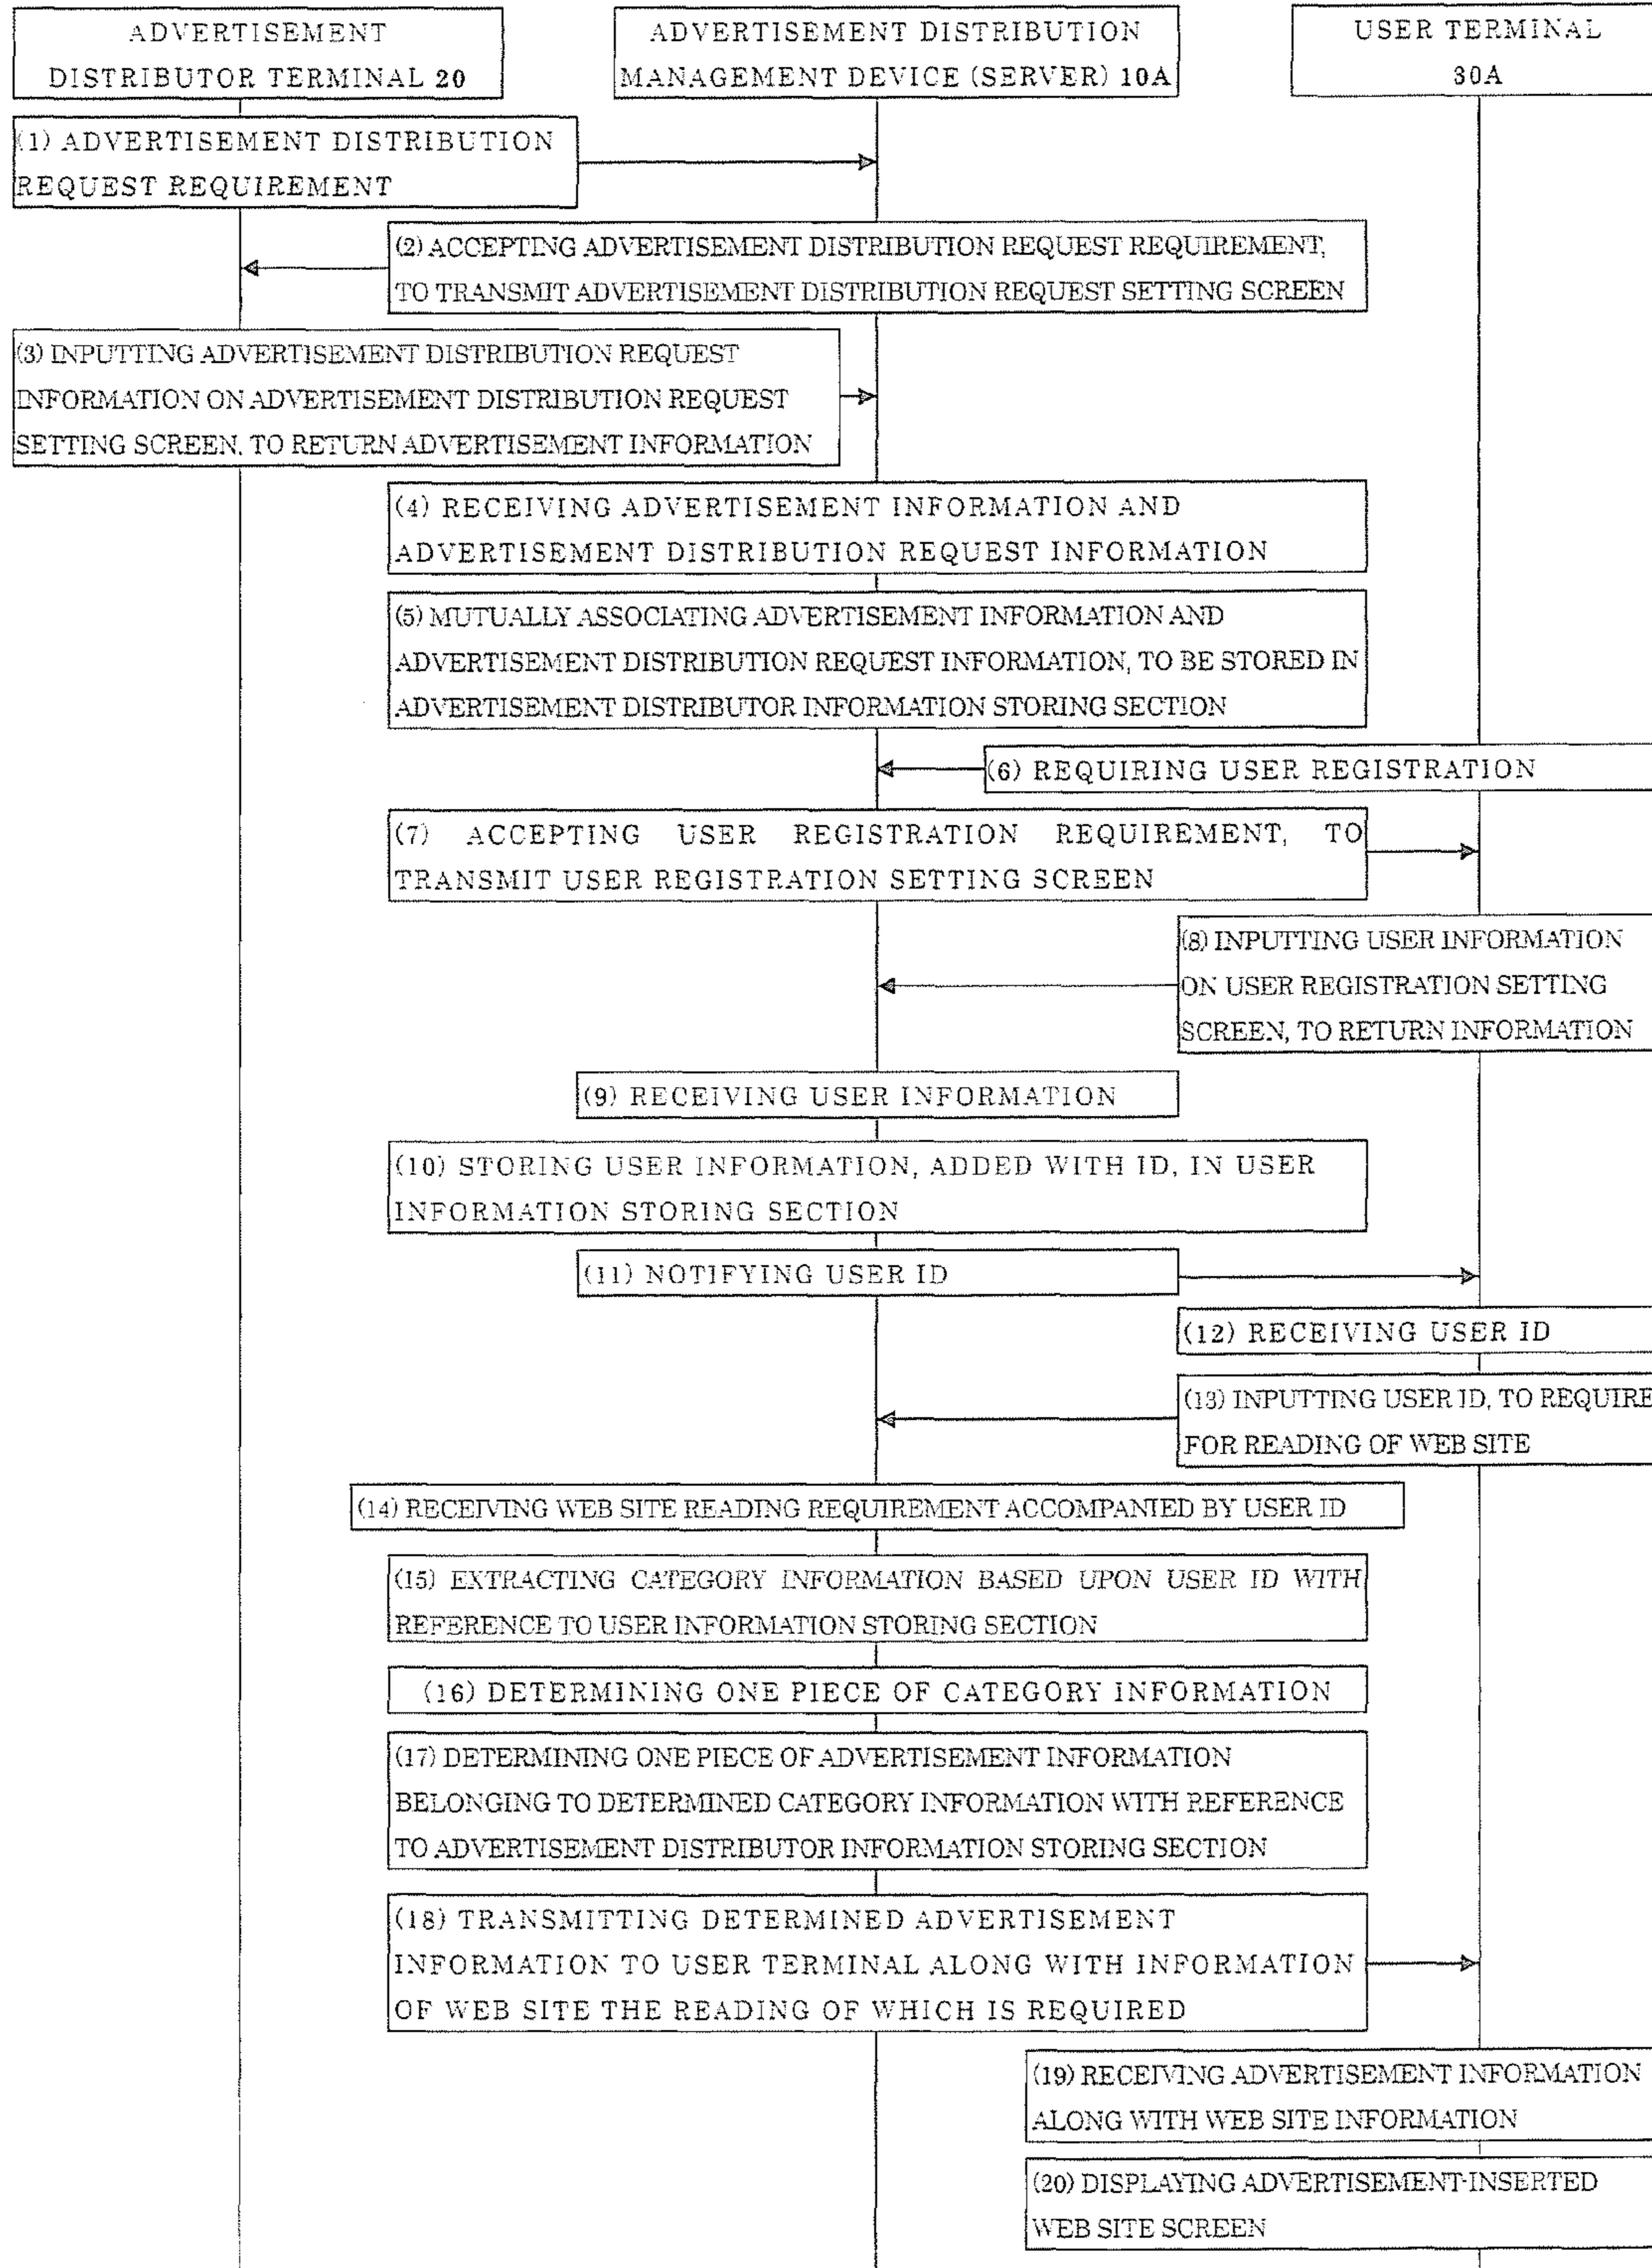 ADVERTISEMENT
DISTRIBUTOR TERMINAL 20
ADVERTISEMENT DISTRIBUTION
MANAGEMENT DEVICE (SERVER) 10A
USER TERMINAL
30A
(1) ADVERTISEMENT DISTRIBUTION
REQUEST REQUIREMENT
(2) ACCEPTING ADVERTISEMENT DISTRIBUTION REQUEST REQUIREMENT,
TO TRANSMIT ADVERTISEMENT DISTRIBUTION REQUEST SETTING SCREEN
(3) INPUTTING ADVERTISEMENT DISTRIBUTION REQUEST
INFORMATION ON ADVERTISEMENT DISTRIBUTION REQUEST
SETTING SCREEN, TO RETURN ADVERTISEMENT INFORMATION
(4) RECEIVING ADVERTISEMENT INFORMATION AND
ADVERTISEMENT DISTRIBUTION REQUEST INFORMATION
(5) MUTUALLY ASSOCIATING ADVERTISEMENT INFORMATION AND
ADVERTISEMENT DISTRIBUTION REQUEST INFORMATION, TO BE STORED IN
ADVERTISEMENT DISTRIBUTOR INFORMATION STORING SECTION
(6) REQUIRING USER REGISTRATION
(7) ACCEPTING USER REGISTRATION REQUIREMENT, TO
TRANSMIT USER REGISTRATION SETTING SCREEN
(8) INPUTTING USER INFORMATION
ON USER REGISTRATION SETTING
SCREEN, TO RETURN INFORMATION
(9) RECEIVING USER INFORMATION
(10) STORING USER INFORMATION, ADDED WITH ID, IN USER
INFORMATION STORING SECTION
(11) NOTIFYING USER ID
(12) RECEIVING USER ID
(13) INPUTTING USER ID, TO REQUIRE
FOR READING OF WEB SITE
(14) RECEIVING WEB SITE READING REQUIREMENT ACCOMPANIED BY USER ID
(15) EXTRACTING CATEGORY INFORMATION BASED UPON USER ID WITH
REFERENCE TO USER INFORMATION STORING SECTION
(16) DETERMINING ONE PIECE OF CATEGORY INFORMATION
(17) DETERMINING ONE PIECE OF ADVERTISEMENT INFORMATION
BELONGING TO DETERMINED CATEGORY INFORMATION WITH REFERENCE
TO ADVERTISEMENT DISTRIBUTOR INFORMATION STORING SECTION
(18) TRANSMITTING DETERMINED ADVERTISEMENT
INFORMATION TO USER TERMINAL ALONG WITH INFORMATION
OF WEB SITE THE READING OF WHICH IS REQUIRED
(19) RECEIVING ADVERTISEMENT INFORMATION
ALONG WITH WEB SITE INFORMATION
(20) DISPLAYING ADVERTISEMENT-INSERTED
WEB SITE SCREEN